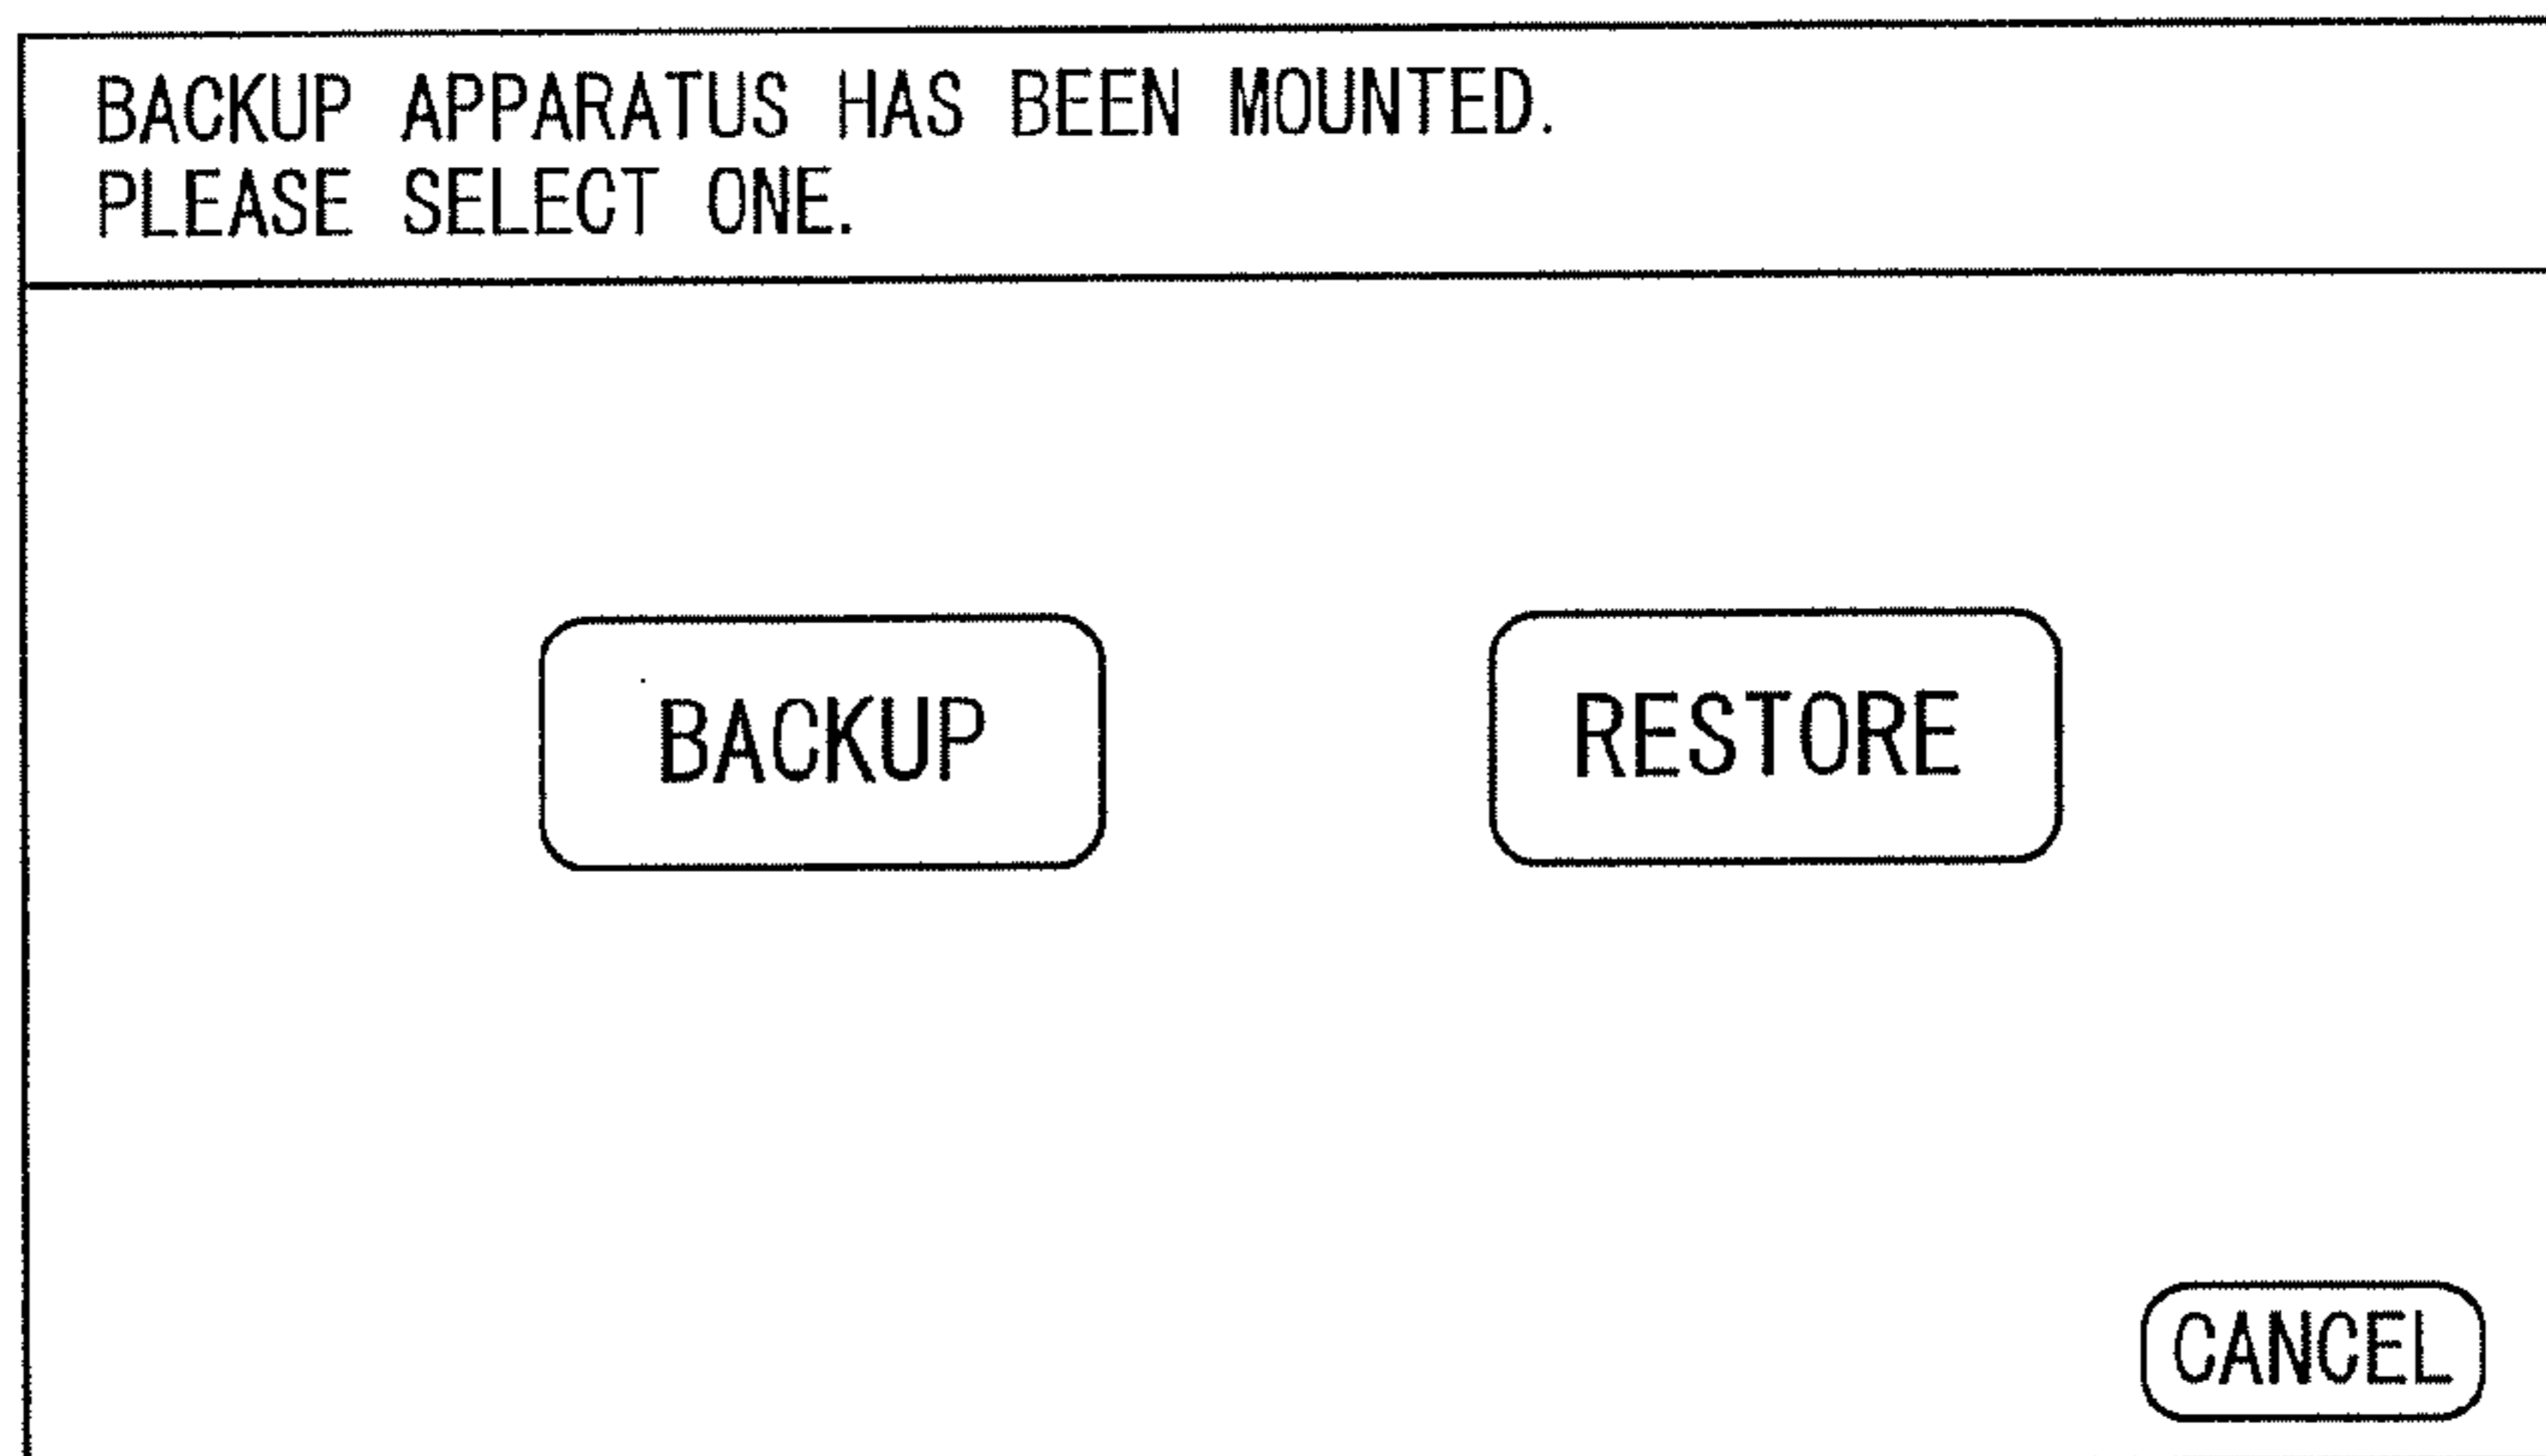 BACKUP APPARATUS HAS BEEN MOUNTED.
PLEASE SELECT ONE.
BACKUP
RESTORE
CANCEL